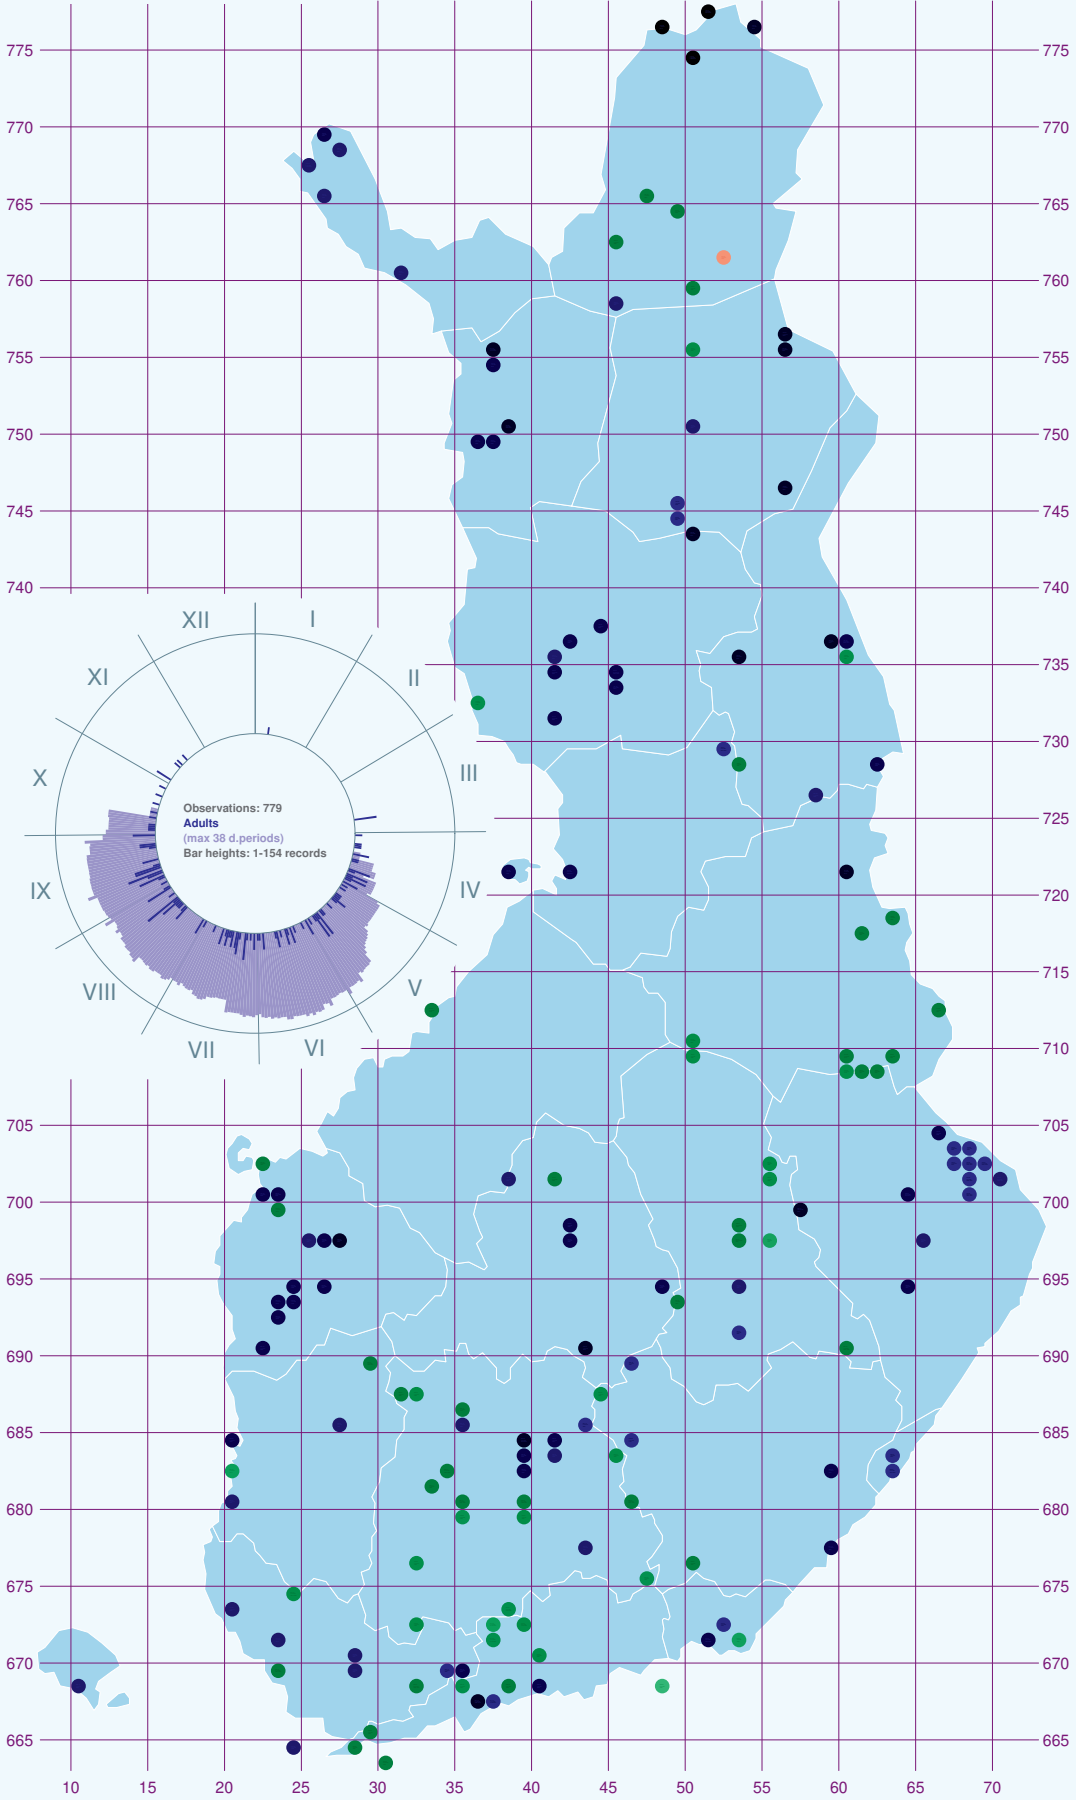 775 775
770 770
765 765
760 760
755 755
750 750
745 745
740 740
XII I
XI II
735 735
730 730
X III
Observations: 779
Adults
(max 38 d.periods)
Bar heights: 1-154 records
725 725
IX IV
720 720
VIII V
715 715
VII VI
710 710
705 705
700 700
695 695
690 690
685 685
680 680
675 675
670 670
665 665
10 15 20 25 30 35 40 45 50 55 60 65 70